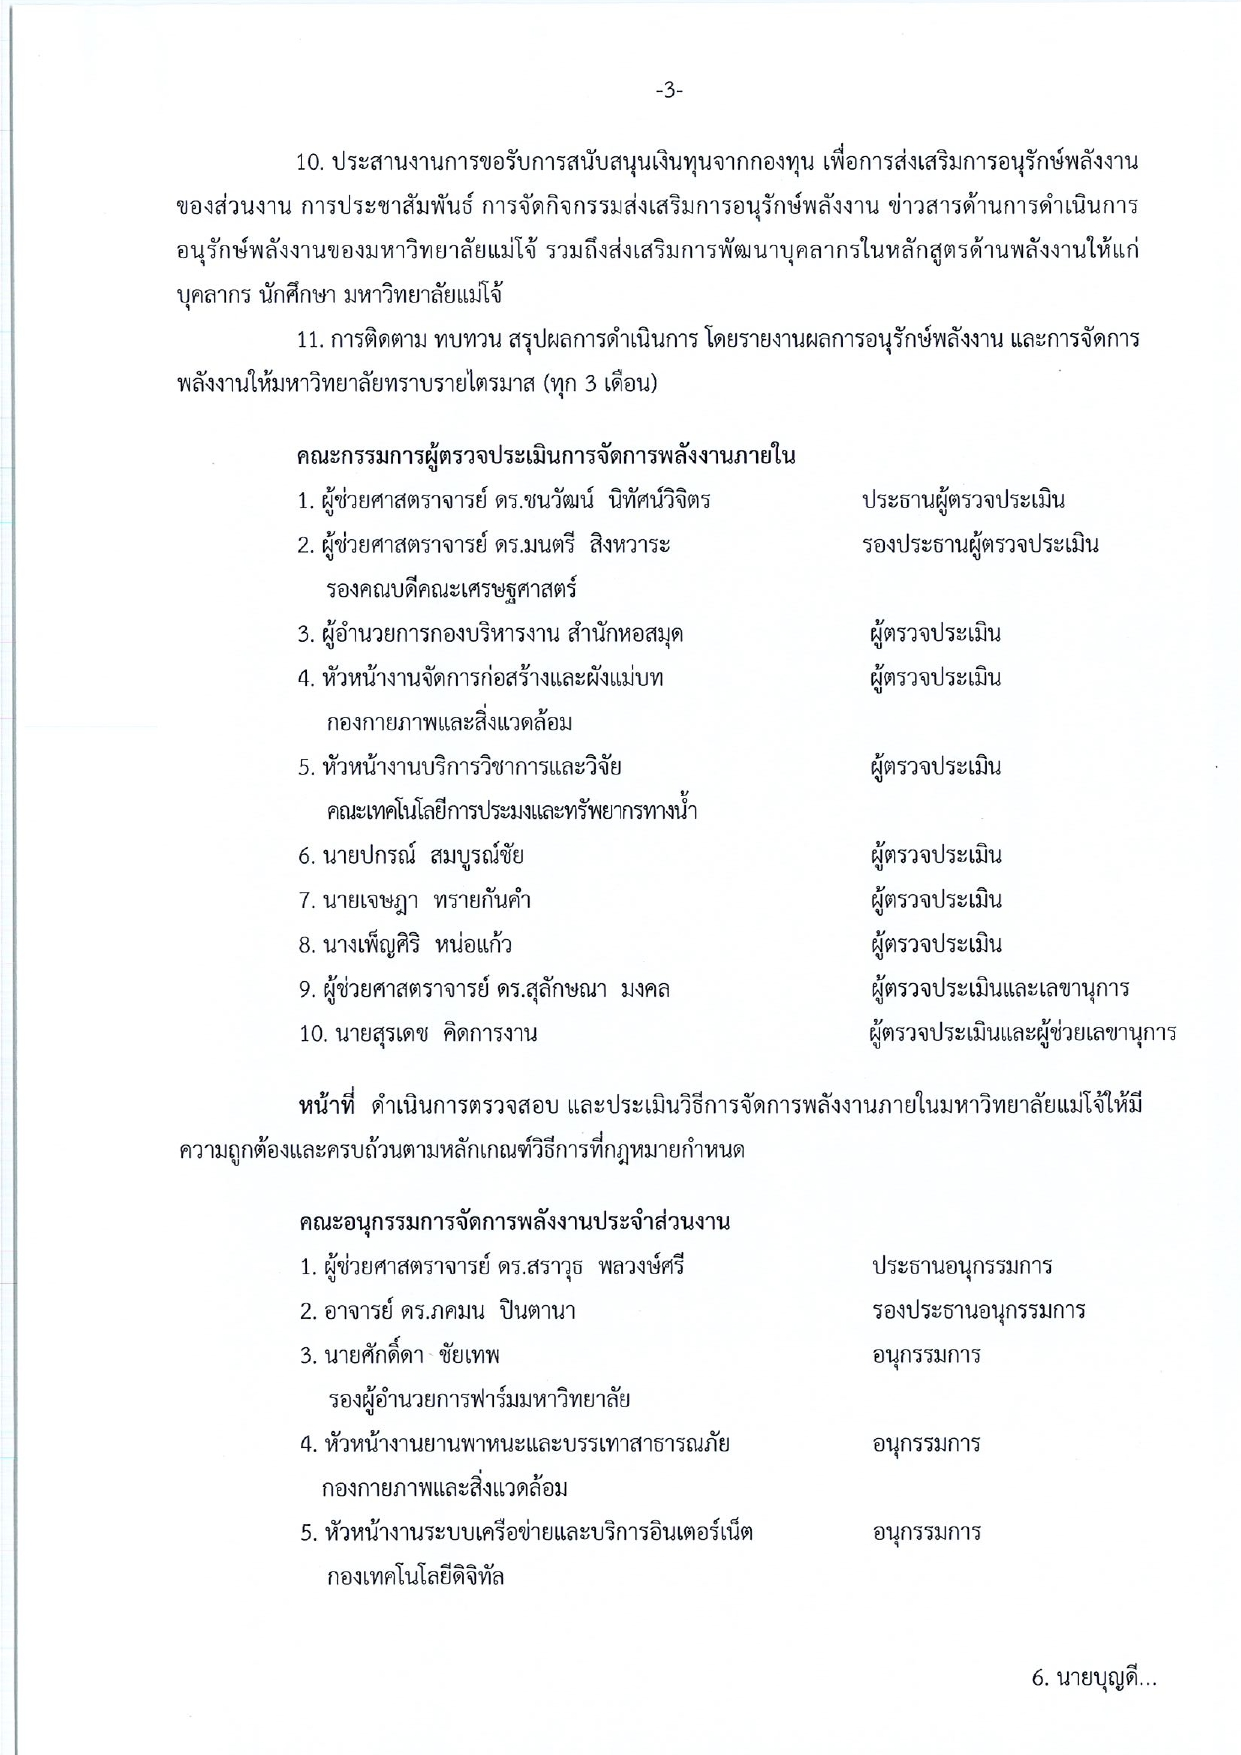 -3-
10. ประสานงานการขอรับการสนับสนุนเงินทุนจากกองทุน เพื่อการส่งเสริมการอนุรักษ์พลังงาน
ของส่วนงาน การประชาสัมพันธ์ การจัดกิจกรรมส่งเสริมการอนุรักษ์พลังงาน ข่าวสารด้านการดำเนินการ
อนุรักษ์พลังงานของมหาวิทยาลัยแม่โจ้ รวมถึงส่งเสริมการพัฒนาบุคลากรในหลักสูตรด้านพลังงานให้แก่
บุคลากร นักศึกษา มหาวิทยาลัยแม่โจ้
11. การติดตาม ทบทวน สรุปผลการดำเนินการ โดยรายงานผลการอนุรักษ์พลังงาน และการจัดการ
พลังงานให้มหาวิทยาลัยทราบรายไตรมาส (ทุก 3 เดือน)
คณะกรรมการผู้ตรวจประเมินการจัดการพลังงานภายใน
1. ผู้ช่วยศาสตราจารย์ ดร.ชนวัฒน์ นิทัศน์วิจิตร ประธานผู้ตรวจประเมิน
2. ผู้ช่วยศาสตราจารย์ ดร.มนตรี สิงหวาระ รองประธานผู้ตรวจประเมิน
รองคณบดีคณะเศรษฐศาสตร์
3. ผู้อำนวยการกองบริหารงาน สำนักหอสมุด ผู้ตรวจประเมิน
4. หัวหน้างานจัดการก่อสร้างและผังแม่บท ผู้ตรวจประเมิน
กองกายภาพและสิ่งแวดล้อม
5. หัวหน้างานบริการวิชาการและวิจัย ผู้ตรวจประเมิน
คณะเทคโนโลยีการประมงและทรัพยากรทางน้ำ
6. นายปกรณ์ สมบูรณ์ชัย ผู้ตรวจประเมิน
7. นายเจษฎา ทรายกันคำ ผู้ตรวจประเมิน
8. นางเพ็ญศิริ หน่อแก้ว ผู้ตรวจประเมิน
9. ผู้ช่วยศาสตราจารย์ ดร.สุลักษณา มงคล ผู้ตรวจประเมินและเลขานุการ
10. นายสุรเดช คิดการงาน ผู้ตรวจประเมินและผู้ช่วยเลขานุการ
หน้าที่ ดำเนินการตรวจสอบ และประเมินวิธีการจัดการพลังงานภายในมหาวิทยาลัยแม่โจ้ให้มี
ความถูกต้องและครบถ้วนตามหลักเกณฑ์วิธีการที่กฎหมายกำหนด
คณะอนุกรรมการจัดการพลังงานประจำส่วนงาน
1. ผู้ช่วยศาสตราจารย์ ดร.สราวุธ พลวงษ์ศรี ประธานอนุกรรมการ
2. อาจารย์ ดร.ภคมน ปินตานา รองประธานอนุกรรมการ
3. นายศักดิ์ดา ชัยเทพ อนุกรรมการ
รองผู้อำนวยการฟาร์มมหาวิทยาลัย
4. หัวหน้างานยานพาหนะและบรรเทาสาธารณภัย อนุกรรมการ
กองกายภาพและสิ่งแวดล้อม
5. หัวหน้างานระบบเครือข่ายและบริการอินเตอร์เน็ต อนุกรรมการ
กองเทคโนโลยีดิจิทัล
6. นายบุญดี...